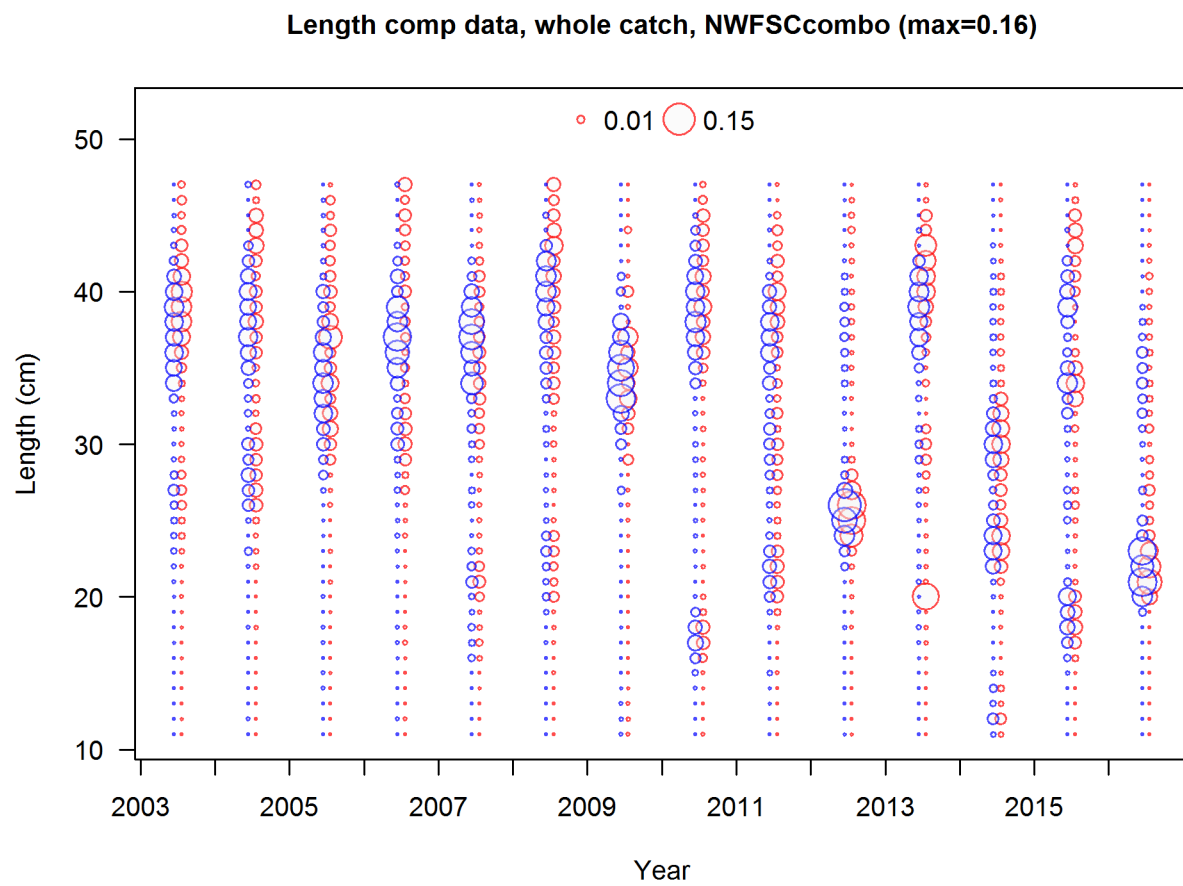 Length comp data, whole catch, NWFSCcombo (max=0.16)
0.01 0.15
50
40
30
20
10
Length (cm)
2003 2005 2007 2009 2011 2013 2015
Year